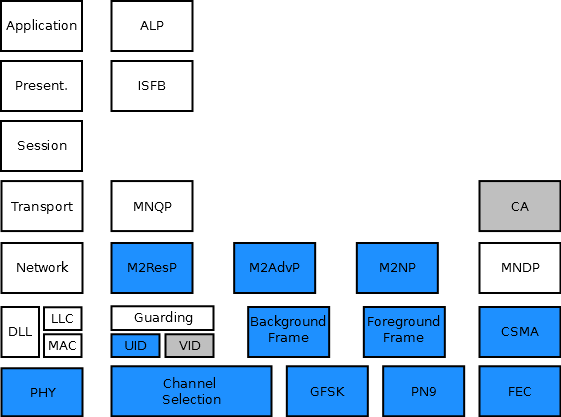 Application
ALP
Present.
ISFB
Session
Transport
MNQP
CA
Network
M2ResP
M2AdvP
M2NP
MNDP
DLL
LLC
MAC
Guarding
UID
VID
Background
Frame
Foreground
Frame
CSMA
PHY
Channel
Selection
GFSK
PN9
FEC